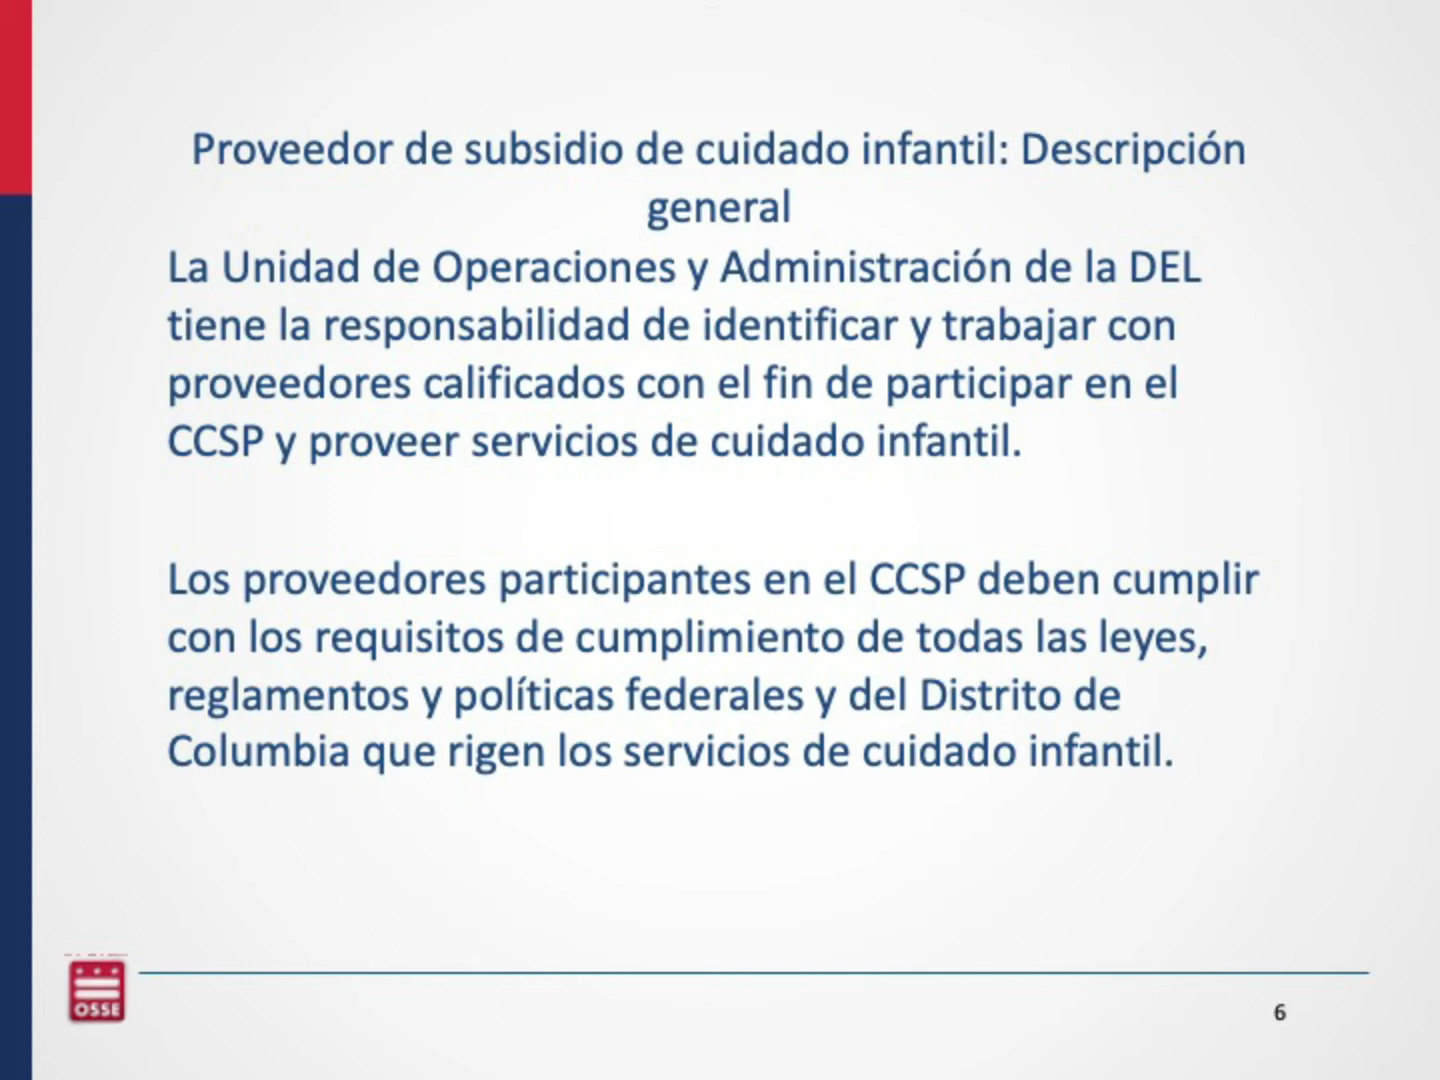 Proveedor de subsidio de cuidado infantil: Descripción
general
La Unidad de Operaciones y Administración de la DEL
tiene la responsabilidad de identificar y trabajar con
proveedores calificados con el fin de participar en el
CCSP y proveer servicios de cuidado infantil.
Los proveedores participantes en el CCSP deben cumplir
con los requisitos de cumplimiento de todas las leyes,
reglamentos y políticas federales y del Distrito de
Columbia que rigen los servicios de cuidado infantil.
OSSE
6